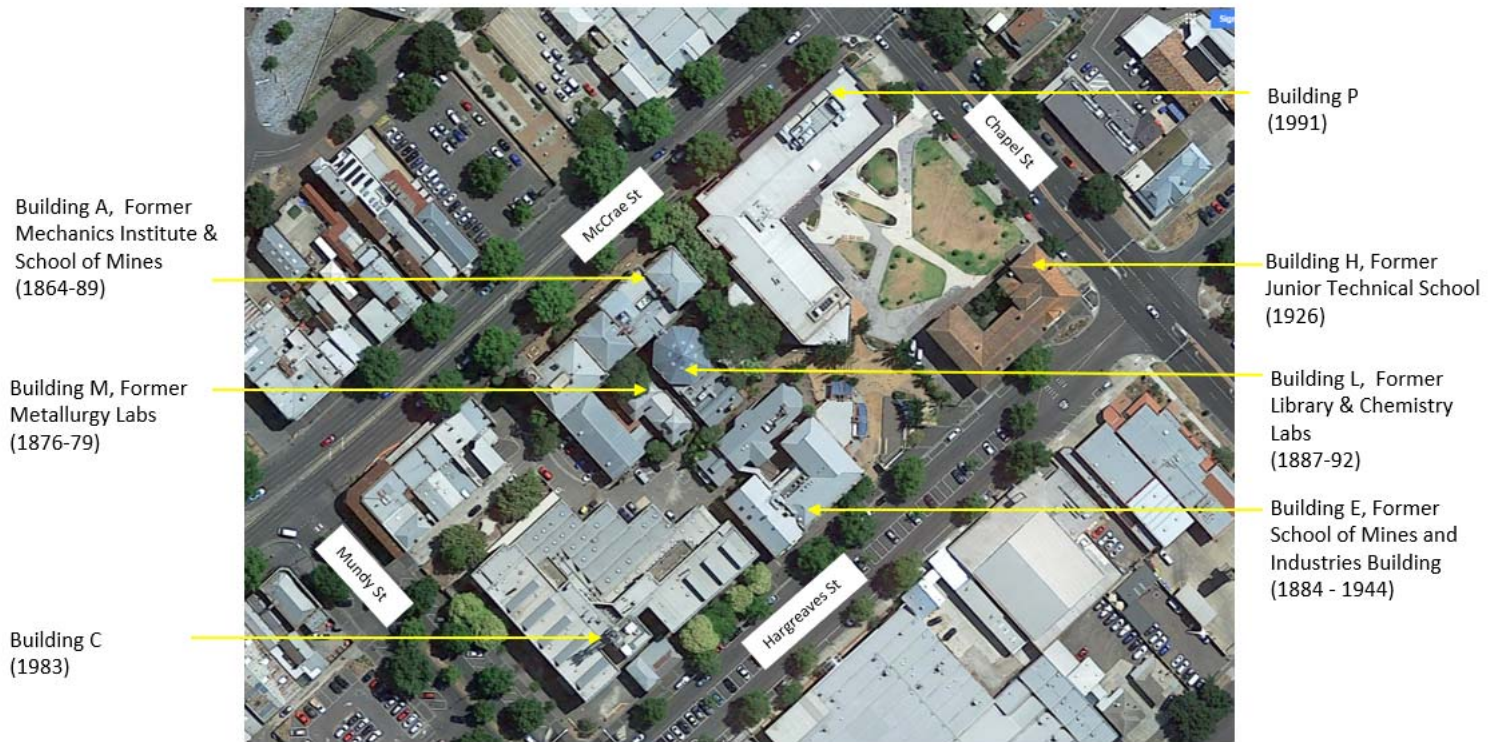 Sign
Building P
(1991)
Chapel St
McCrae St
Building A,  Former
Mechanics Institute &
School of Mines
(1864-89)
Building H, Former
Junior Technical School
(1926)
Building M, Former
Metallurgy Labs
(1876-79)
Building L,  Former
Library & Chemistry
Labs
(1887-92)
Building E, Former
School of Mines and
Industries Building
(1884 - 1944)
Mundy St
Hargreaves St
Building C
(1983)